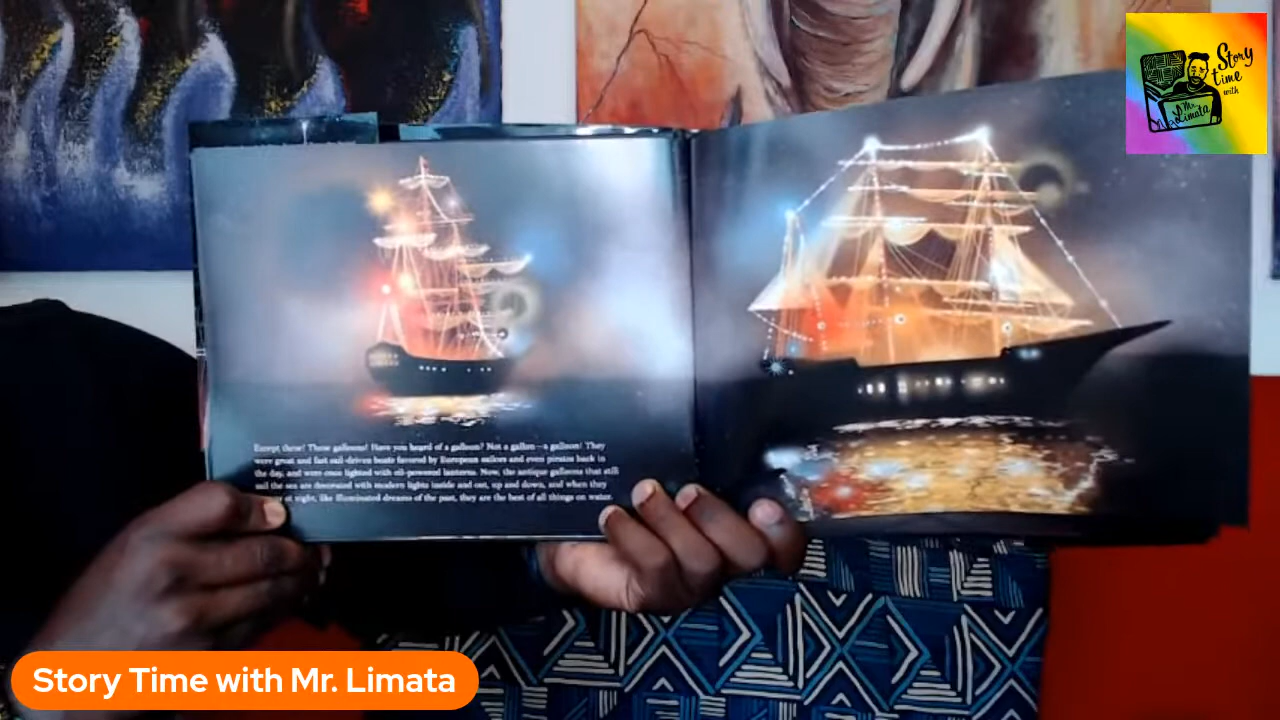 Story
time
with
Mr.
Limata
Except these! These galleons! Have you heard of a galleon? Not a gallon—a galleon! They
were great and fast sail-driven boats favored by European sailors and even pirates back in
the day, and were once lighted with oil-powered lanterns. Now, the antique galleons that still
sail the sea are decorated with modern lights inside and out, up and down, and when they
at night, like illuminated dreams of the past, they are the best of all things on water.
Story Time with Mr. Limata